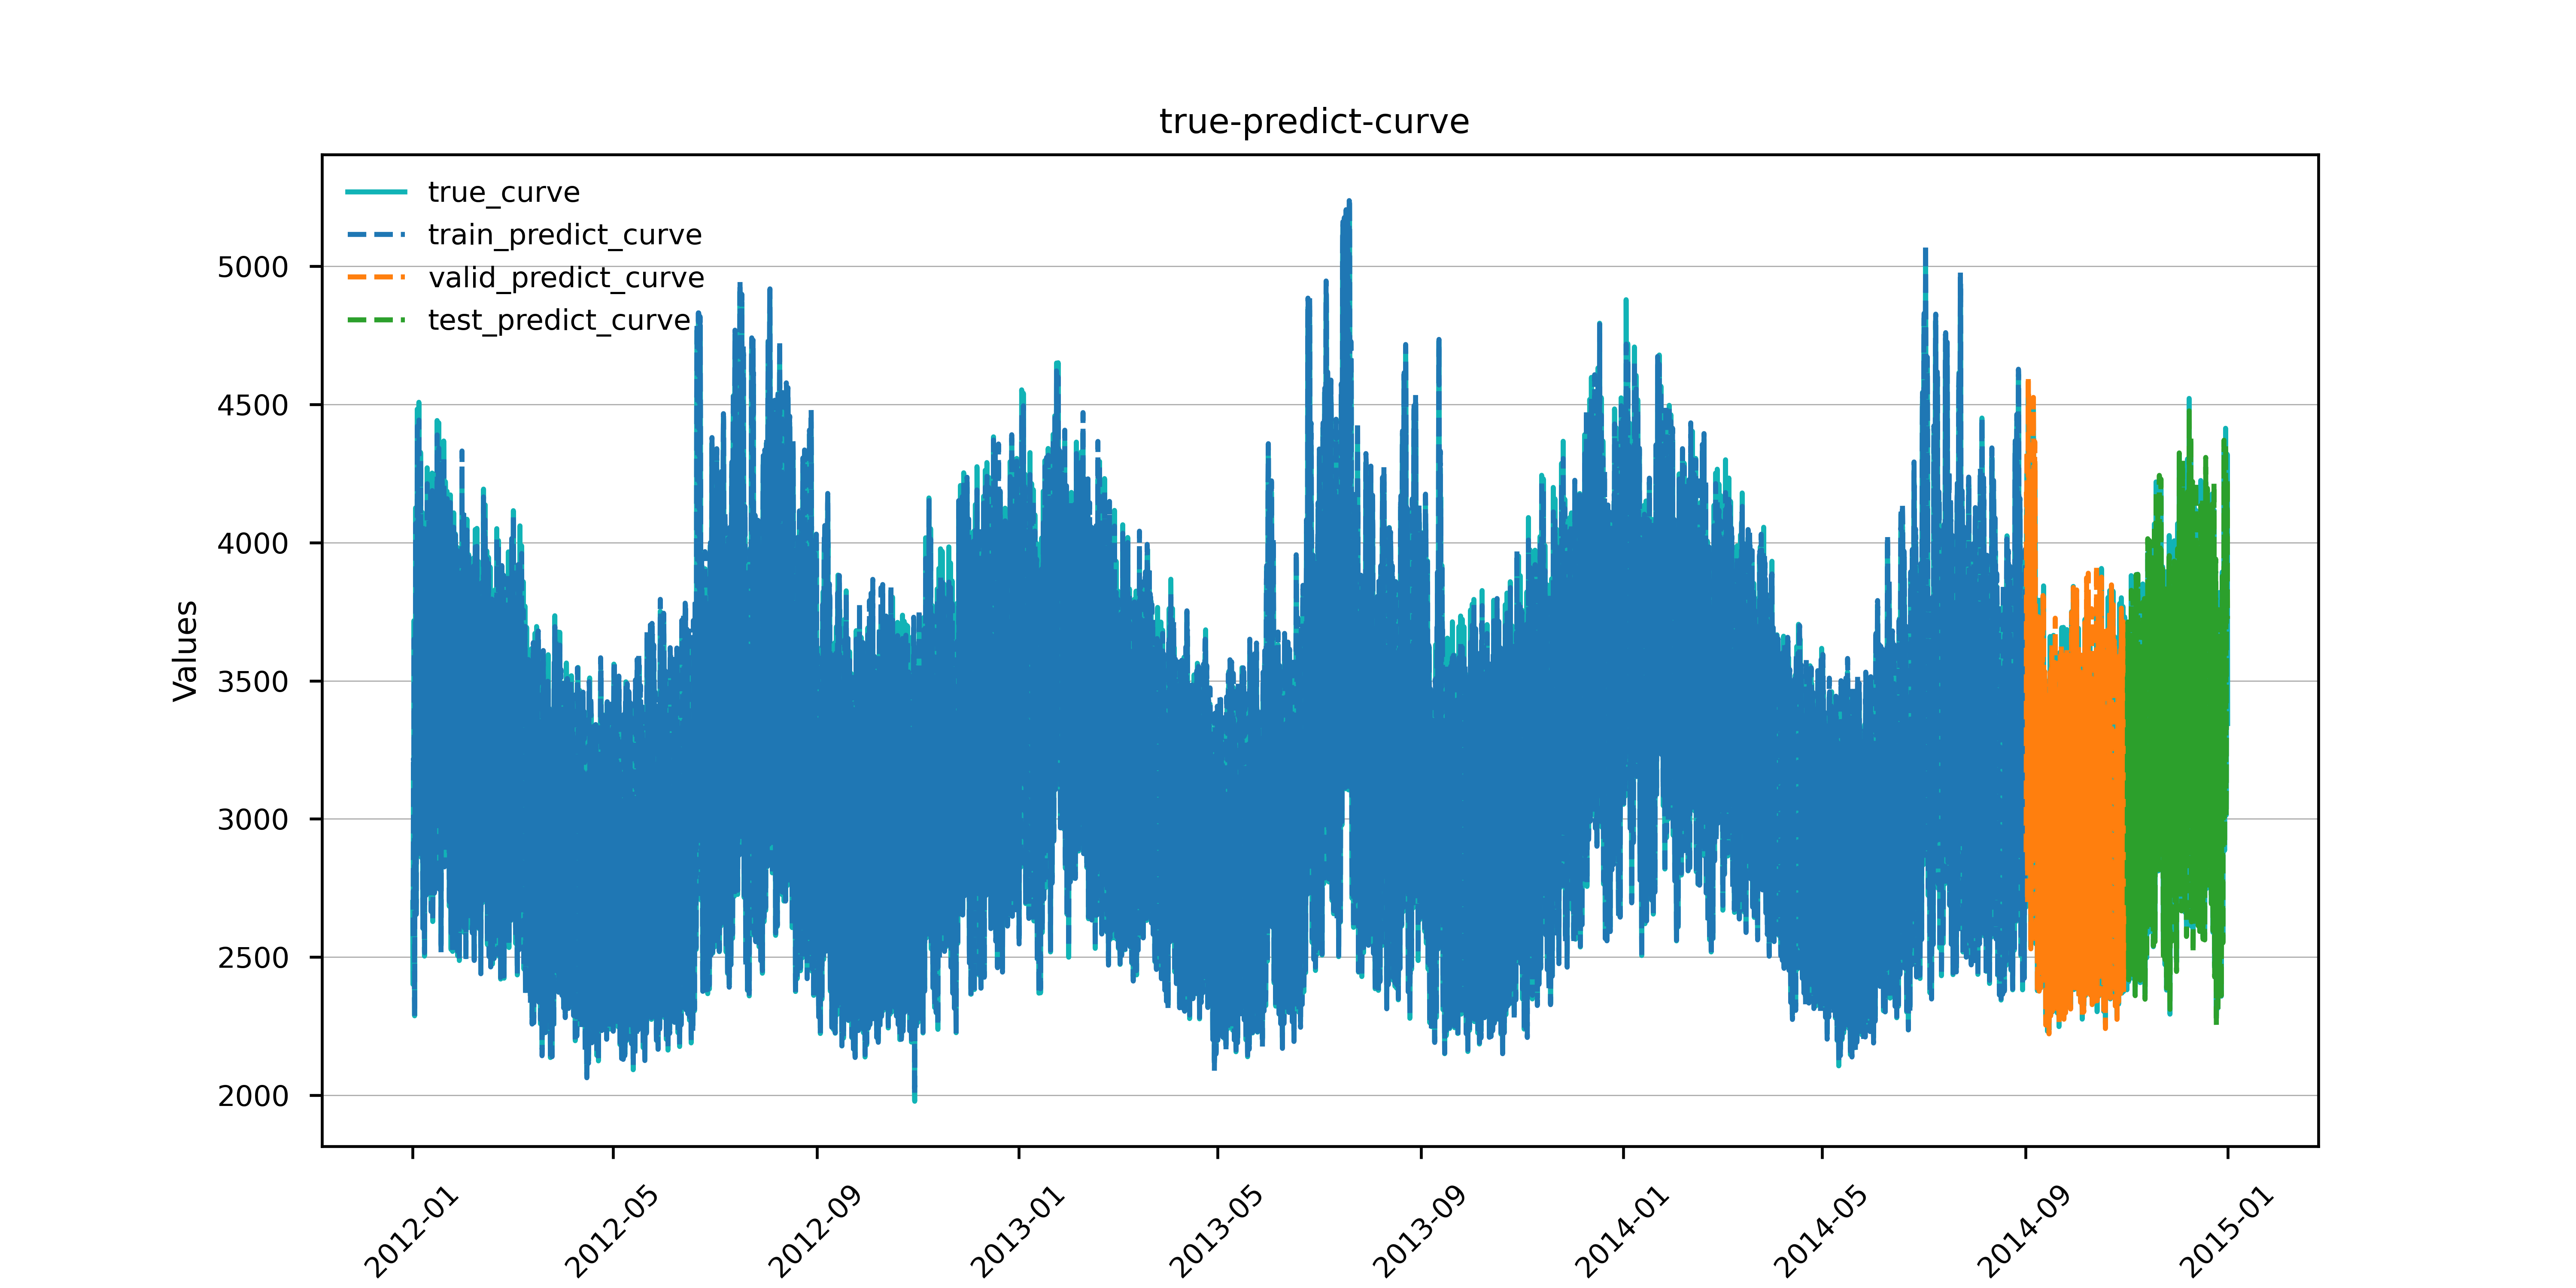 true-predict-curve
true_curve
train_predict_curve
valid_predict_curve
test_predict_curve
Values
5000
4500
4000
3500
3000
2500
2000
2012-01
2012-05
2012-09
2013-01
2013-05
2013-09
2014-01
2014-05
2014-09
2015-01